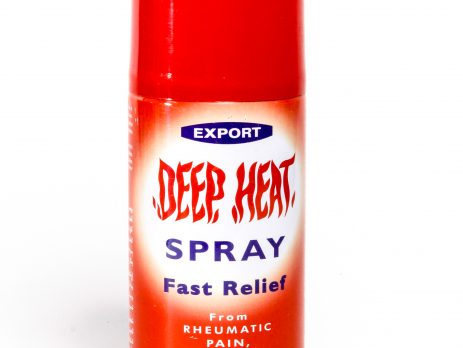 EXPORT
DEEP HEAT
SPRAY
Fast Relief
From
RHEUMATIC
PAIN,